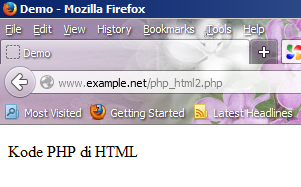 Demo - Mozilla Firefox
File Edit View History Bookmarks Tools Help
Demo
www.example.net/php_html2.php
Most Visited Getting Started Latest Headlines
Kode PHP di HTML